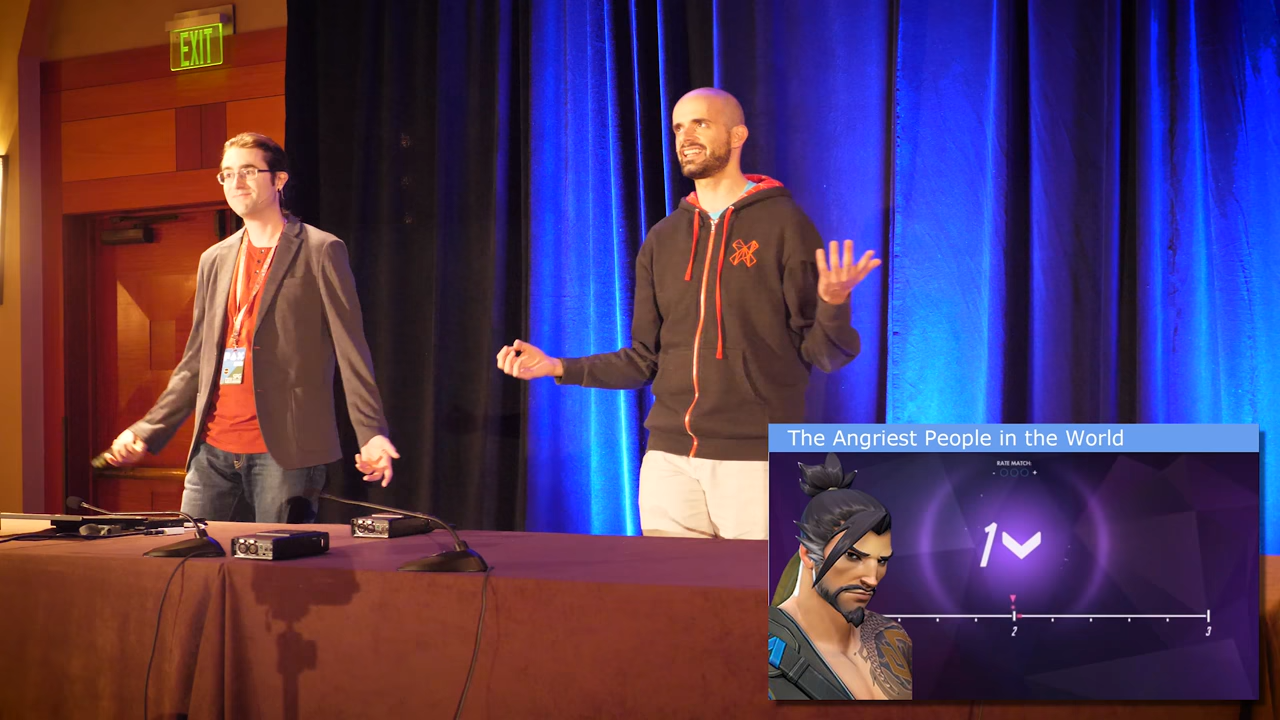 EXIT
The Angriest People in the World
RATE MATCH:
- +
1
2
3